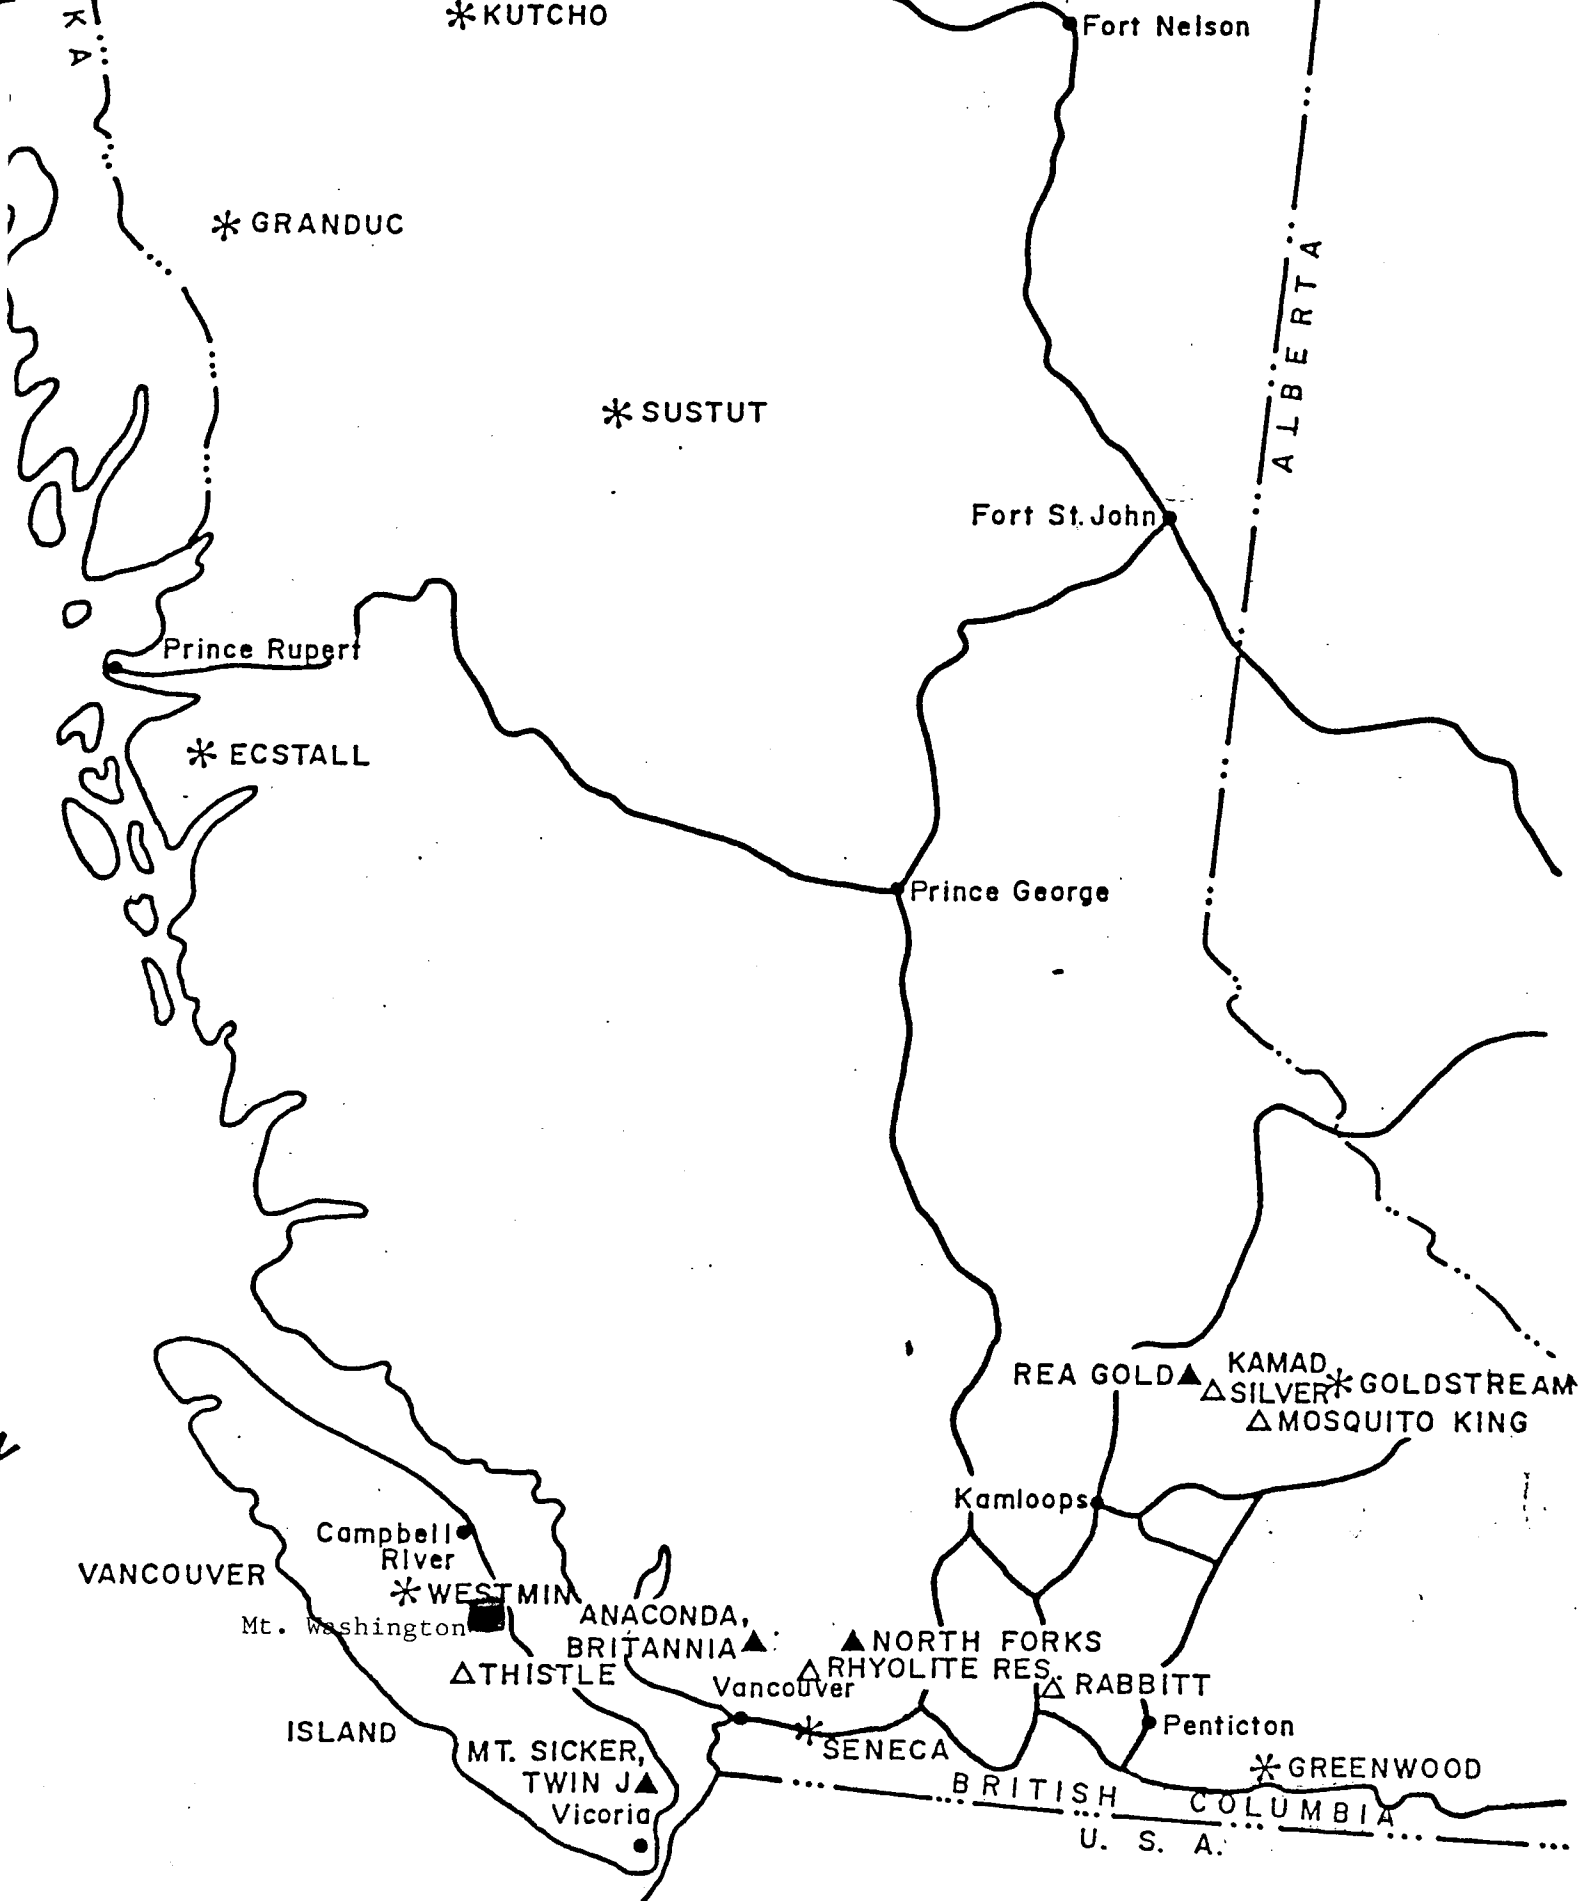 KA
KUTCHO
Fort Nelson
GRANDUC
ALBERTA
SUSTUT
Fort St. John
Prince Rupert
ECSTALL
Prince George
REA GOLD
KAMAD
SILVER
GOLDSTREAM
MOSQUITO KING
Kamloops
Campbell
River
VANCOUVER
WESTMIN
Mt. Washington
ANACONDA,
BRITANNIA
NORTH FORKS
THISTLE
RHYOLITE RES.
RABBITT
Vancouver
ISLAND
Penticton
SENECA
MT. SICKER,
TWIN J
GREENWOOD
Vicoria
BRITISH COLUMBIA
U. S. A.